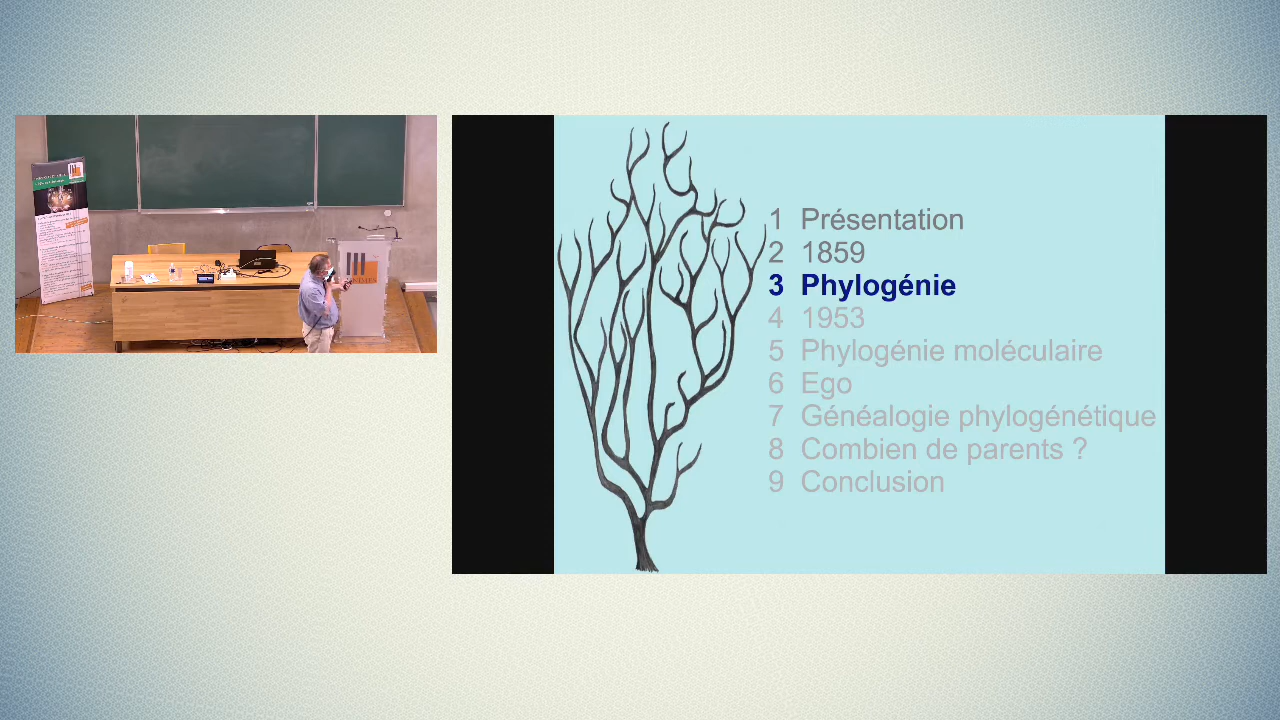 1 Présentation
2 1859
3 Phylogénie
4 1953
5 Phylogénie moléculaire
6 Ego
7 Généalogie phylogénétique
8 Combien de parents ?
9 Conclusion